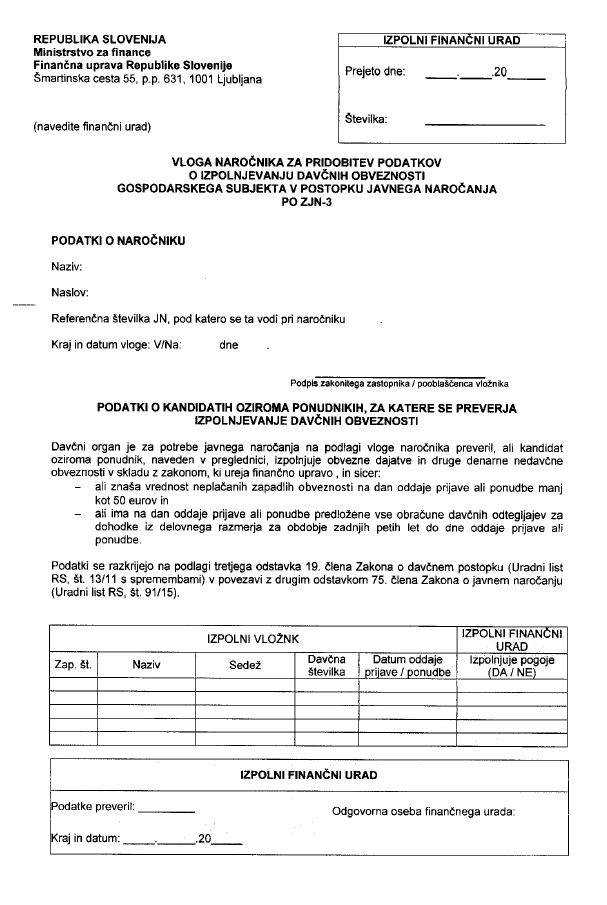 REPUBLIKA SLOVENIJA
Ministrstvo za finance
Finančna uprava Republike Slovenije
Šmartinska cesta 55, p.p. 631, 1001 Ljubljana
(navedite finančni urad)
IZPOLNI FINANČNI URAD
Prejeto dne: _____._____.20______
Številka: ____________________
VLOGA NAROČNIKA ZA PRIDOBITEV PODATKOV
O IZPOLNJEVANJU DAVČNIH OBVEZNOSTI
GOSPODARSKEGA SUBJEKTA V POSTOPKU JAVNEGA NAROČANJA
PO ZJN-3
PODATKI O NAROČNIKU
Naziv:
Naslov:
Referenčna številka JN, pod katero se ta vodi pri naročniku .
Kraj in datum vloge: V/Na: dne .
Podpis zakonitega zastopnika / pooblaščenca vložnika
PODATKI O KANDIDATIH OZIROMA PONUDNIKIH, ZA KATERE SE PREVERJA
IZPOLNJEVANJE DAVČNIH OBVEZNOSTI
Davčni organ je za potrebe javnega naročanja na podlagi vloge naročnika preveril, ali kandidat
oziroma ponudnik, naveden v preglednici, izpolnjuje obvezne dajatve in druge denarne nedavčne
obveznosti v skladu z zakonom, ki ureja finančno upravo , in sicer:
– ali znaša vrednost neplačanih zapadlih obveznosti na dan oddaje prijave ali ponudbe manj
kot 50 eurov in
– ali ima na dan oddaje prijave ali ponudbe predložene vse obračune davčnih odtegljajev za
dohodke iz delovnega razmerja za obdobje zadnjih petih let do dne oddaje prijave ali
ponudbe.
Podatki se razkrijejo na podlagi tretjega odstavka 19. člena Zakona o davčnem postopku (Uradni list
RS, št. 13/11 s spremembami) v povezavi z drugim odstavkom 75. člena Zakona o javnem naročanju
(Uradni list RS, št. 91/15).
IZPOLNI VLOŽNK
IZPOLNI FINANČNI
URAD
Zap. št. Naziv Sedež Davčna
številka Datum oddaje
prijave / ponudbe Izpolnjuje pogoje
(DA / NE)
IZPOLNI FINANČNI URAD
Podatke preveril: _________
Odgovorna oseba finančnega urada:
Kraj in datum: _____._____.20_____